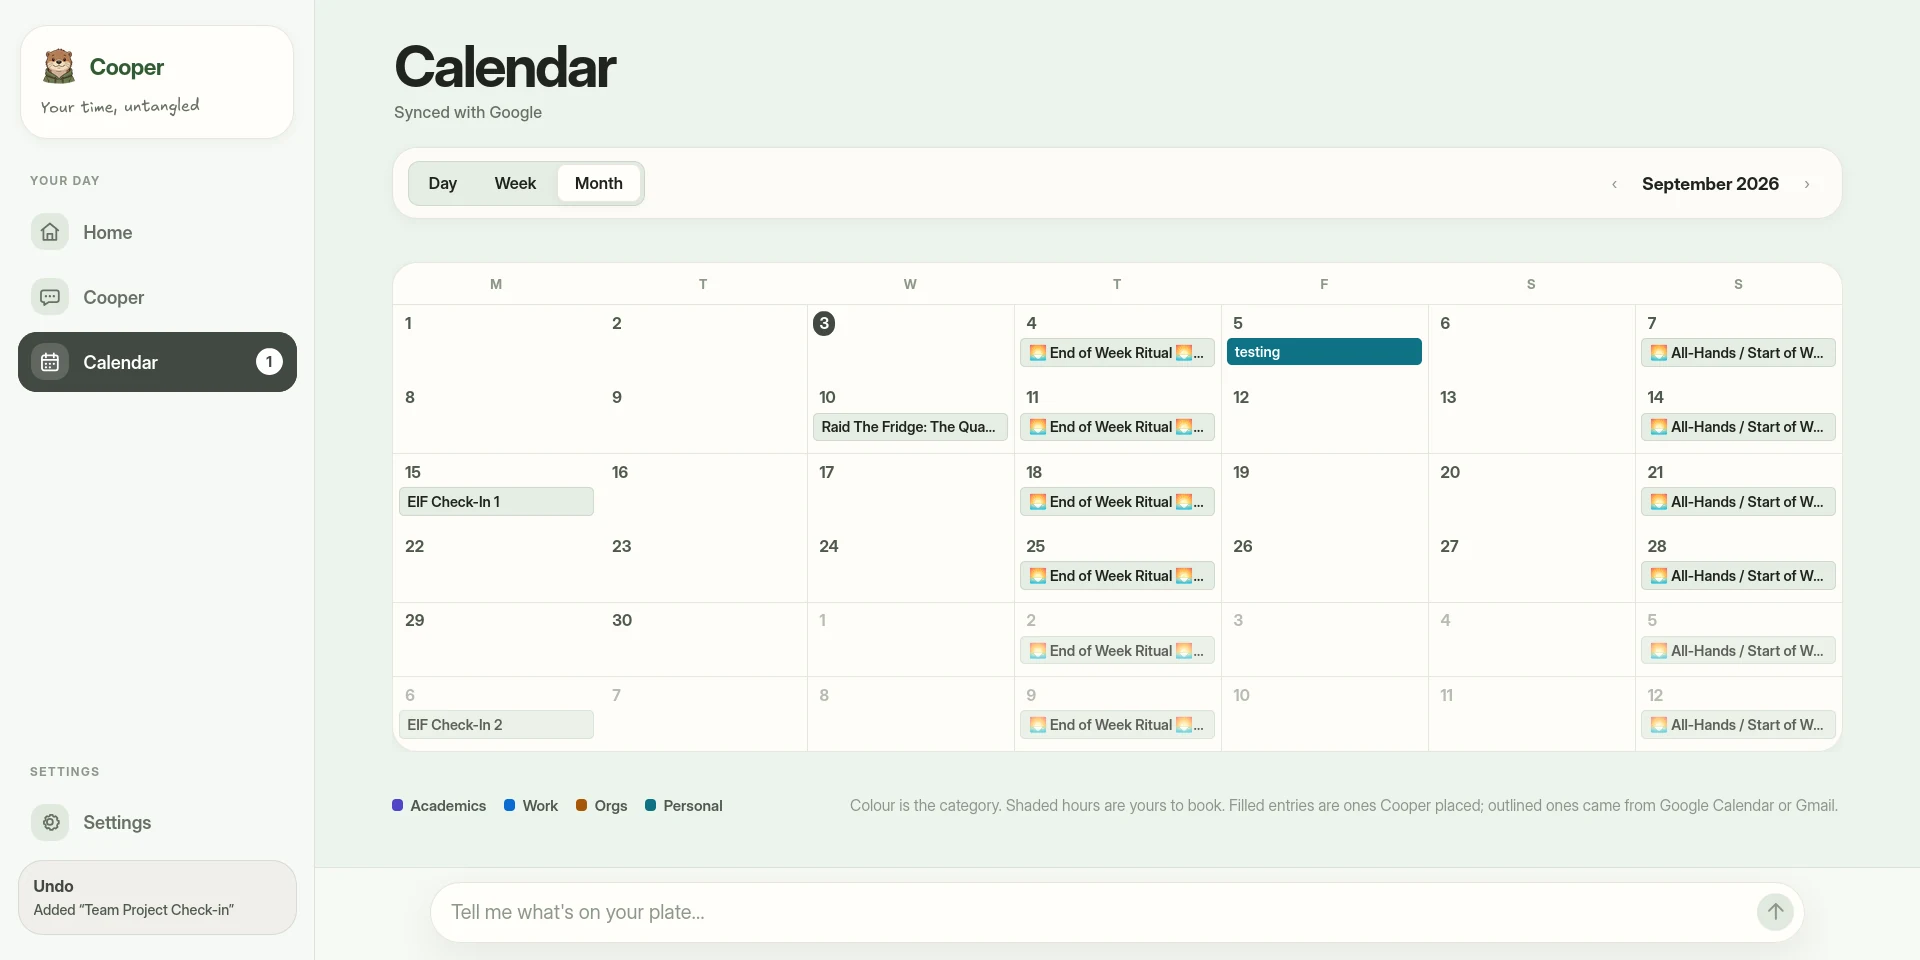 Cooper
Your time, untangled
YOUR DAY
Home
Cooper
Calendar 1
SETTINGS
Settings
Undo
Added “Team Project Check-in”
Calendar
Synced with Google
Day Week Month
‹ September 2026 ›
M T W T F S S
1 2 3 4 5 6 7
🌅 End of Week Ritual 🌅... testing 🌅 All-Hands / Start of W...
8 9 10 11 12 13 14
Raid The Fridge: The Qua... 🌅 End of Week Ritual 🌅... 🌅 All-Hands / Start of W...
15 16 17 18 19 20 21
EIF Check-In 1 🌅 End of Week Ritual 🌅... 🌅 All-Hands / Start of W...
22 23 24 25 26 27 28
🌅 End of Week Ritual 🌅... 🌅 All-Hands / Start of W...
29 30 1 2 3 4 5
🌅 End of Week Ritual 🌅... 🌅 All-Hands / Start of W...
6 7 8 9 10 11 12
EIF Check-In 2 🌅 End of Week Ritual 🌅... 🌅 All-Hands / Start of W...
Academics Work Orgs Personal
Colour is the category. Shaded hours are yours to book. Filled entries are ones Cooper placed; outlined ones came from Google Calendar or Gmail.
Tell me what's on your plate...